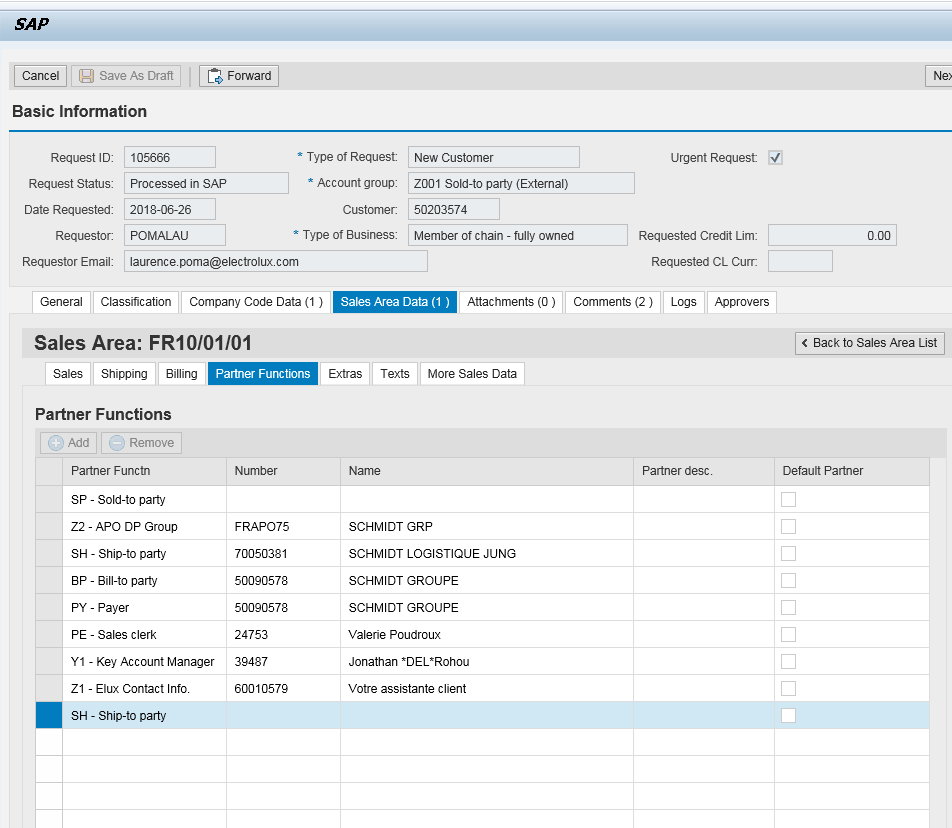 SAP
Cancel Save As Draft Forward
Basic Information
Request ID: 105666 * Type of Request: New Customer Urgent Request:
Request Status: Processed in SAP * Account group: Z001 Sold-to party (External)
Date Requested: 2018-06-26 Customer: 50203574
Requestor: POMALAU * Type of Business: Member of chain - fully owned Requested Credit Lim: 0.00
Requestor Email: laurence.poma@electrolux.com Requested CL Curr:
General Classification Company Code Data (1 ) Sales Area Data (1 ) Attachments (0 ) Comments (2 ) Logs Approvers
Sales Area: FR10/01/01 Back to Sales Area List
Sales Shipping Billing Partner Functions Extras Texts More Sales Data
Partner Functions
Add Remove
Partner Functn Number Name Partner desc. Default Partner
SP - Sold-to party
Z2 - APO DP Group FRAPO75 SCHMIDT GRP
SH - Ship-to party 70050381 SCHMIDT LOGISTIQUE JUNG
BP - Bill-to party 50090578 SCHMIDT GROUPE
PY - Payer 50090578 SCHMIDT GROUPE
PE - Sales clerk 24753 Valerie Poudroux
Y1 - Key Account Manager 39487 Jonathan *DEL*Rohou
Z1 - Elux Contact Info. 60010579 Votre assistante client
SH - Ship-to party